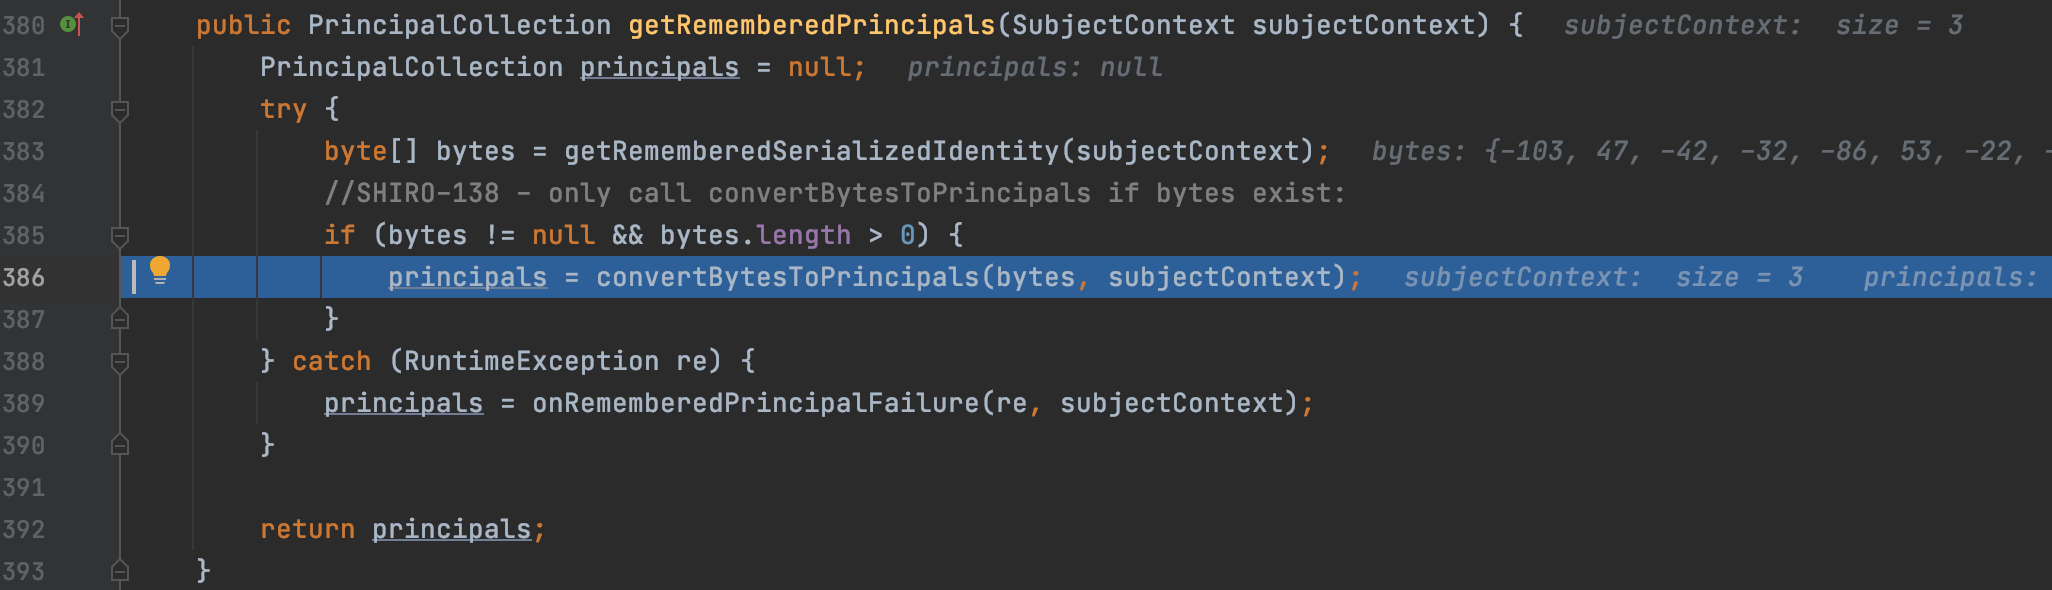 380 public PrincipalCollection getRememberedPrincipals(SubjectContext subjectContext) { subjectContext: size = 3
381 PrincipalCollection principals = null; principals: null
382 try {
383 byte[] bytes = getRememberedSerializedIdentity(subjectContext); bytes: {-103, 47, -42, -32, -86, 53, -22, -
384 //SHIRO-138 - only call convertBytesToPrincipals if bytes exist:
385 if (bytes != null && bytes.length > 0) {
386 principals = convertBytesToPrincipals(bytes, subjectContext); subjectContext: size = 3 principals:
387 }
388 } catch (RuntimeException re) {
389 principals = onRememberedPrincipalFailure(re, subjectContext);
390 }
391
392 return principals;
393 }